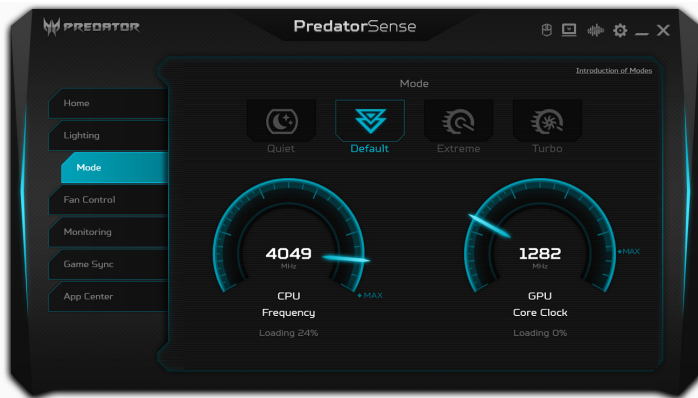 PREDATOR
PredatorSense
Introduction of Modes
Mode
Home
Lighting
Mode
Fan Control
Monitoring
Game Sync
App Center
Quiet
Default
Extreme
Turbo
4049
MHz
CPU
Frequency
MAX
Loading 24%
1282
MHz
MAX
GPU
Core Clock
Loading 0%